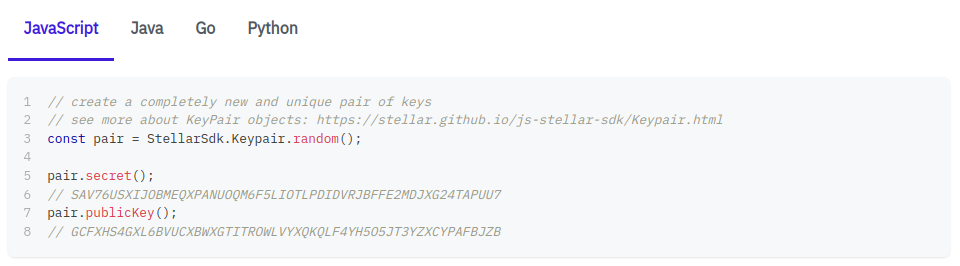 JavaScript Java Go Python
1 // create a completely new and unique pair of keys
2 // see more about KeyPair objects: https://stellar.github.io/js-stellar-sdk/Keypair.html
3 const pair = StellarSdk.Keypair.random();
4
5 pair.secret();
6 // SAV76USXIJOBMEQXPANUOQM6F5LIOTLPDIDVRJBFFE2MDJXG24TAPUU7
7 pair.publicKey();
8 // GCFXHS4GXL6BVUCXBWXGTITROWLVYXQKQLF4YH5O5JT3YZXCYPAFBJZB